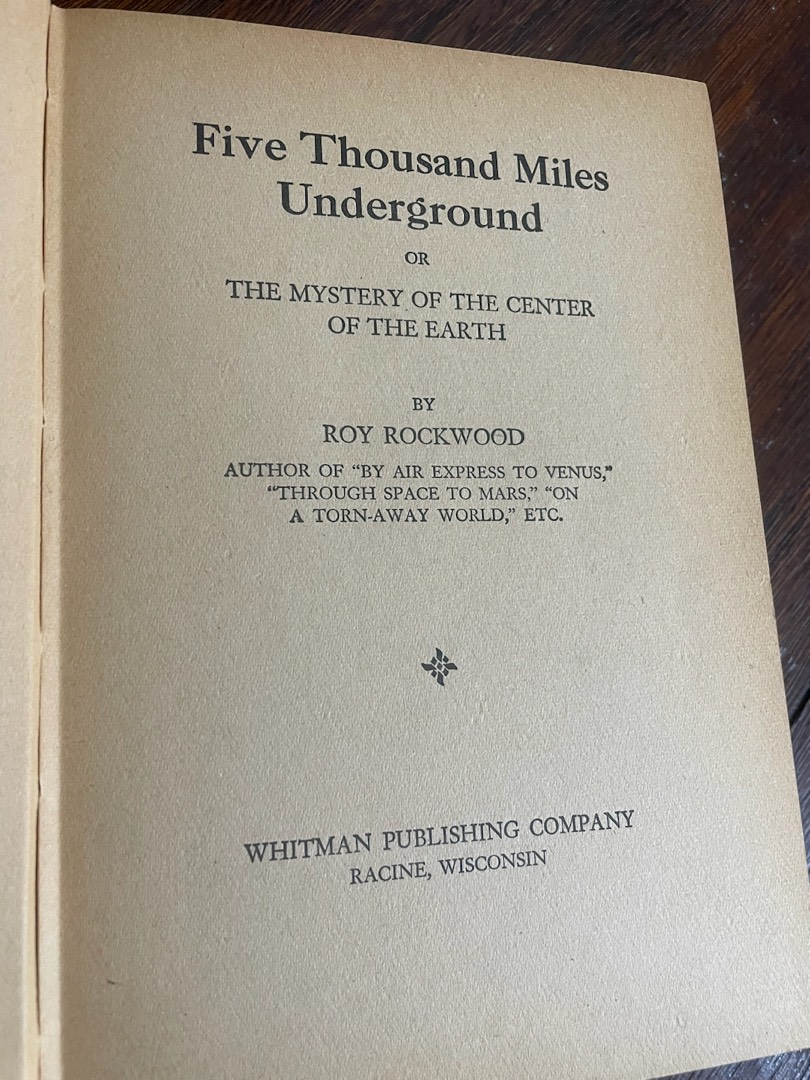 Five Thousand Miles
Underground
OR
THE MYSTERY OF THE CENTER
OF THE EARTH
BY
ROY ROCKWOOD
AUTHOR OF "BY AIR EXPRESS TO VENUS,"
"THROUGH SPACE TO MARS," "ON
A TORN-AWAY WORLD," ETC.
WHITMAN PUBLISHING COMPANY
RACINE, WISCONSIN